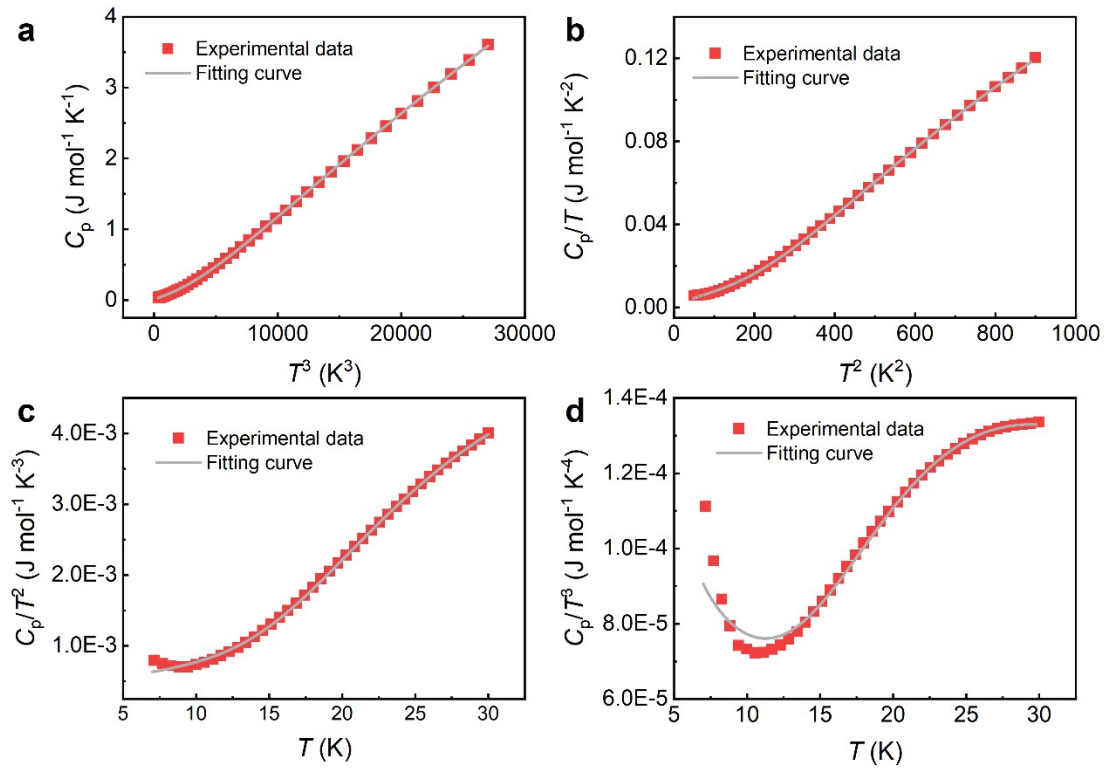 a
Experimental data
Fitting curve
Cₚ (J mol⁻¹ K⁻¹)
4
3
2
1
0
0 10000 20000 30000
T³ (K³)
b
Experimental data
Fitting curve
Cₚ/T (J mol⁻¹ K⁻²)
0.12
0.08
0.04
0.00
0 200 400 600 800 1000
T² (K²)
c
Experimental data
Fitting curve
Cₚ/T² (J mol⁻¹ K⁻³)
4.0E-3
3.0E-3
2.0E-3
1.0E-3
5 10 15 20 25 30
T (K)
d
Experimental data
Fitting curve
Cₚ/T³ (J mol⁻¹ K⁻⁴)
1.4E-4
1.2E-4
1.0E-4
8.0E-5
6.0E-5
5 10 15 20 25 30
T (K)